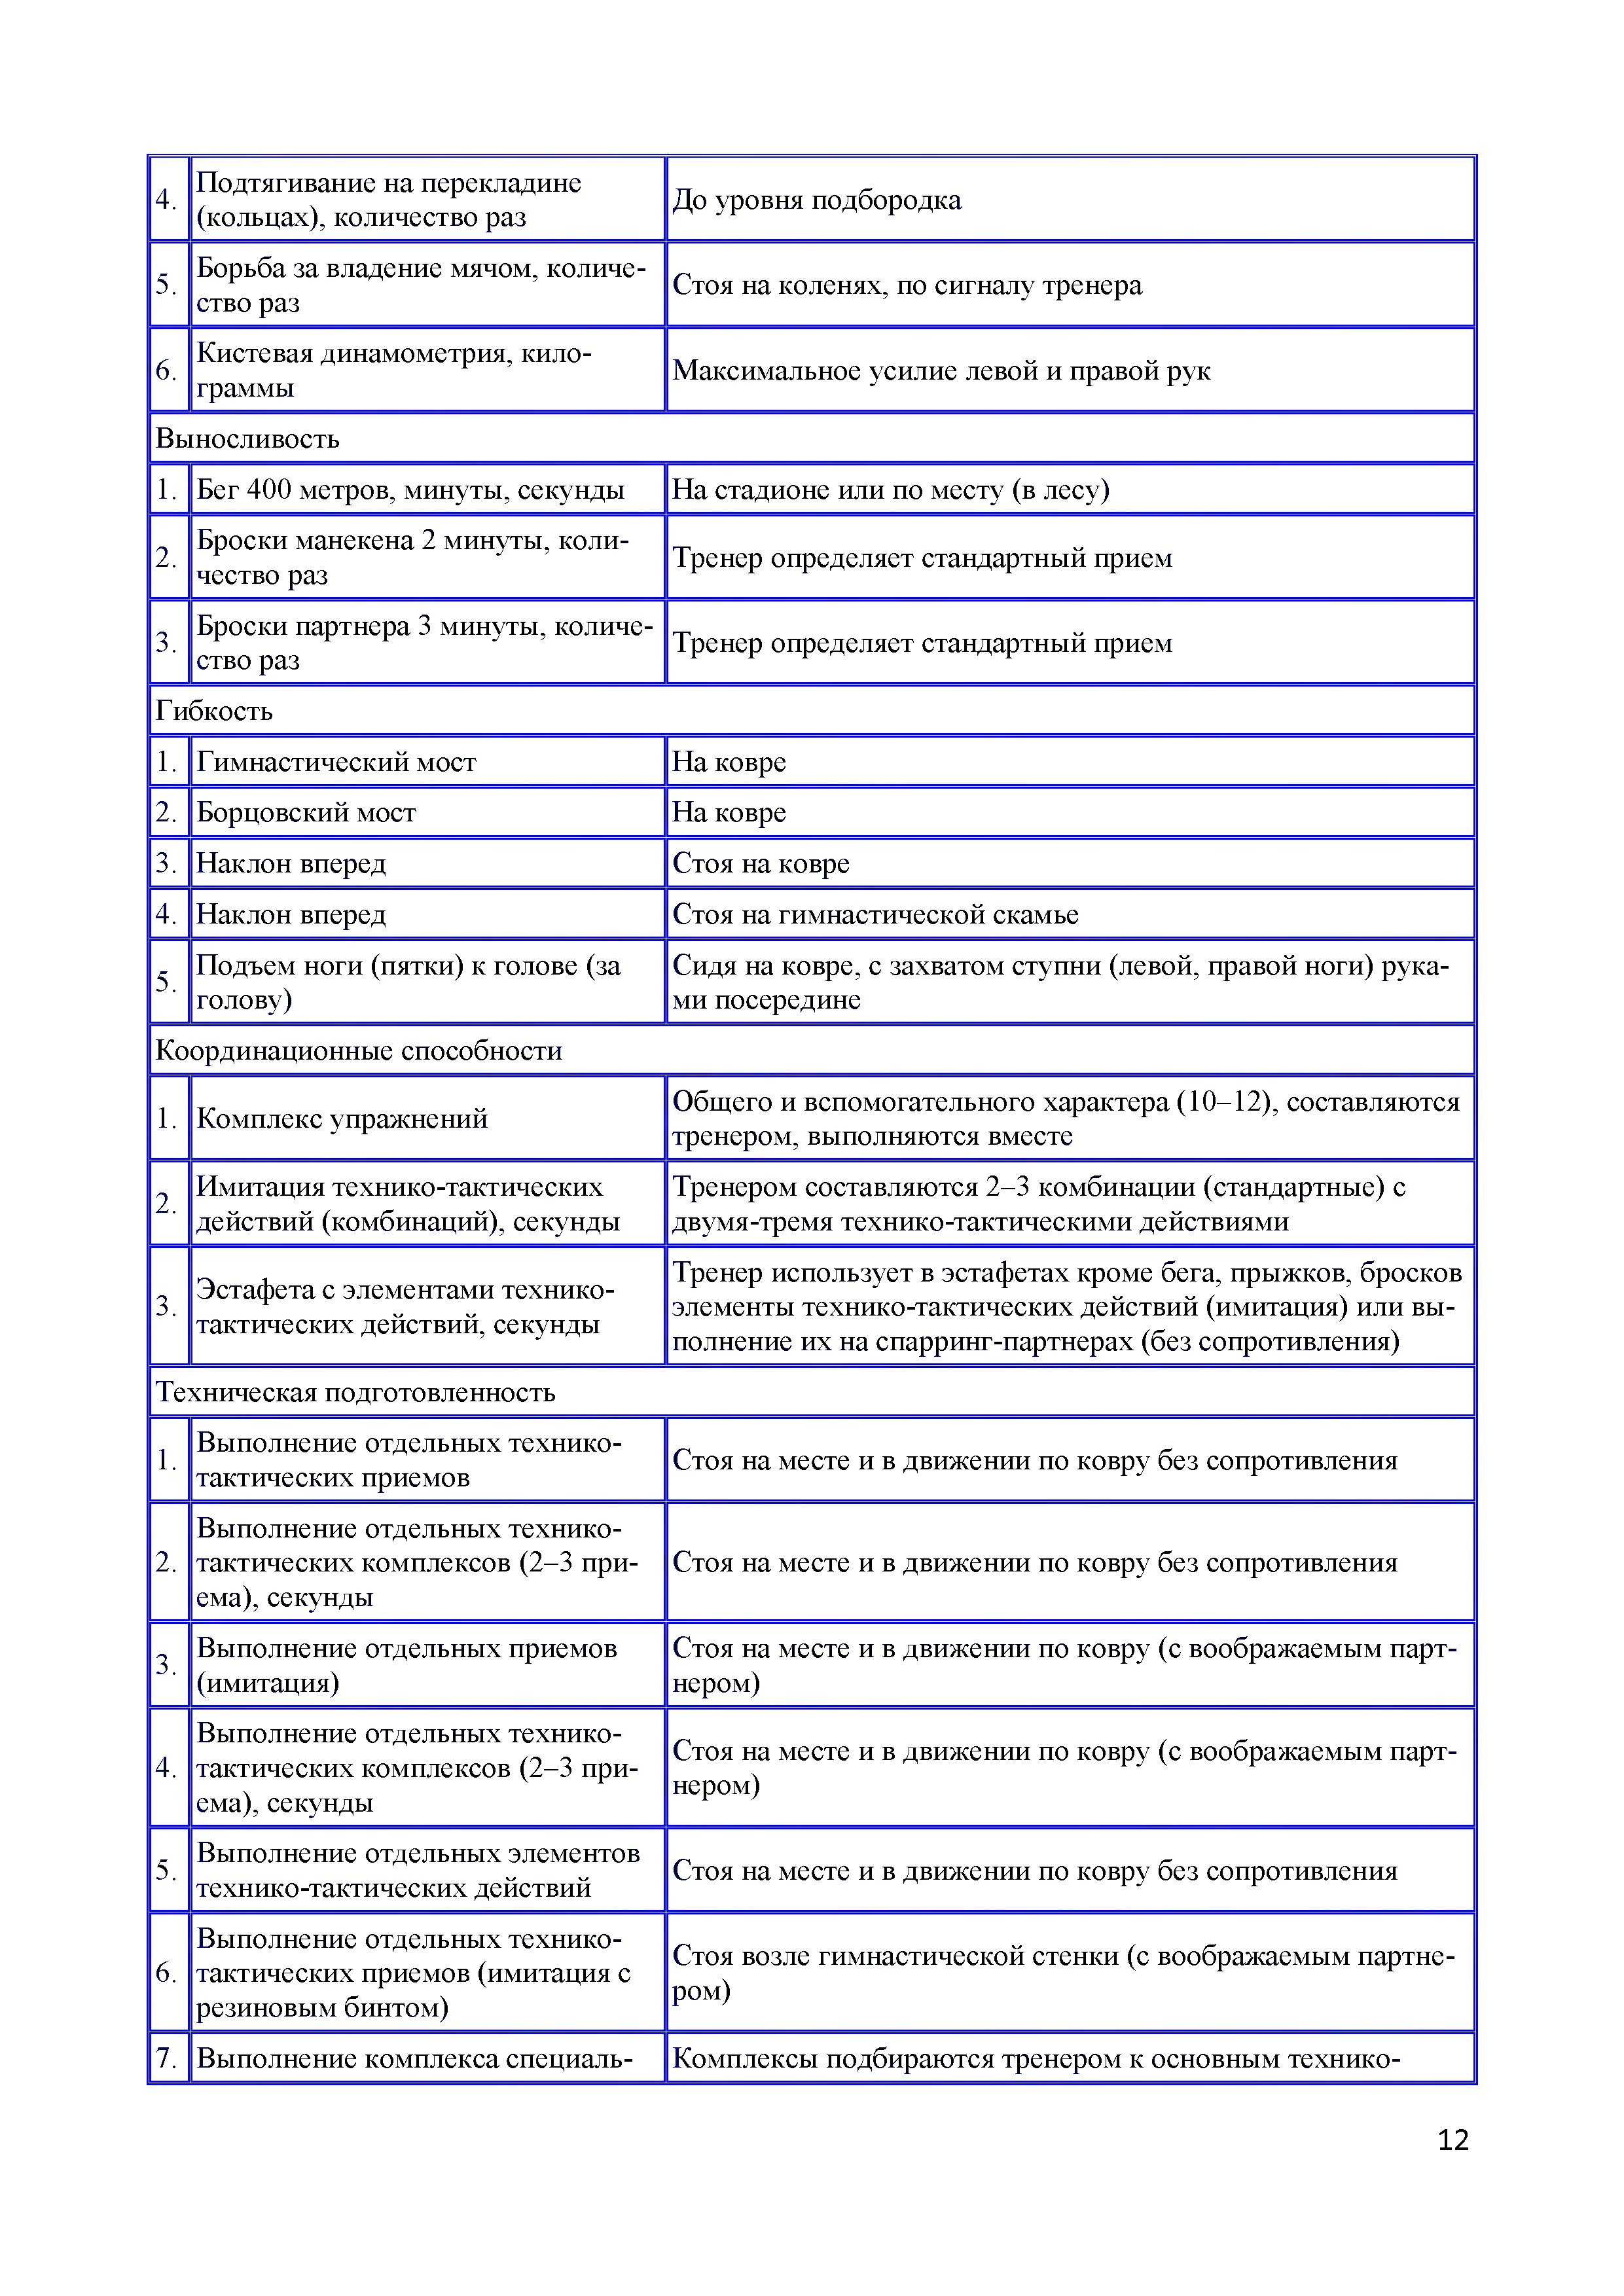 4.
Подтягивание на перекладине
(кольцах), количество раз
До уровня подбородка
5.
Борьба за владение мячом, количе-
ство раз
Стоя на коленях, по сигналу тренера
6.
Кистевая динамометрия, кило-
граммы
Максимальное усилие левой и правой рук
Выносливость
1. Бег 400 метров, минуты, секунды На стадионе или по месту (в лесу)
2.
Броски манекена 2 минуты, коли-
чество раз
Тренер определяет стандартный прием
3.
Броски партнера 3 минуты, количе-
ство раз
Тренер определяет стандартный прием
Гибкость
1. Гимнастический мост На ковре
2. Борцовский мост На ковре
3. Наклон вперед Стоя на ковре
4. Наклон вперед Стоя на гимнастической скамье
5.
Подъем ноги (пятки) к голове (за
голову)
Сидя на ковре, с захватом ступни (левой, правой ноги) рука-
ми посередине
Координационные способности
1. Комплекс упражнений
Общего и вспомогательного характера (10–12), составляются
тренером, выполняются вместе
2.
Имитация технико-тактических
действий (комбинаций), секунды
Тренером составляются 2–3 комбинации (стандартные) с
двумя-тремя технико-тактическими действиями
3.
Эстафета с элементами технико-
тактических действий, секунды
Тренер использует в эстафетах кроме бега, прыжков, бросков
элементы технико-тактических действий (имитация) или вы-
полнение их на спарринг-партнерах (без сопротивления)
Техническая подготовленность
1.
Выполнение отдельных технико-
тактических приемов
Стоя на месте и в движении по ковру без сопротивления
2.
Выполнение отдельных технико-
тактических комплексов (2–3 при-
ема), секунды
Стоя на месте и в движении по ковру без сопротивления
3.
Выполнение отдельных приемов
(имитация)
Стоя на месте и в движении по ковру (с воображаемым парт-
нером)
4.
Выполнение отдельных технико-
тактических комплексов (2–3 при-
ема), секунды
Стоя на месте и в движении по ковру (с воображаемым парт-
нером)
5.
Выполнение отдельных элементов
технико-тактических действий
Стоя на месте и в движении по ковру без сопротивления
6.
Выполнение отдельных технико-
тактических приемов (имитация с
резиновым бинтом)
Стоя возле гимнастической стенки (с воображаемым партне-
ром)
7. Выполнение комплекса специаль- Комплексы подбираются тренером к основным технико-
12